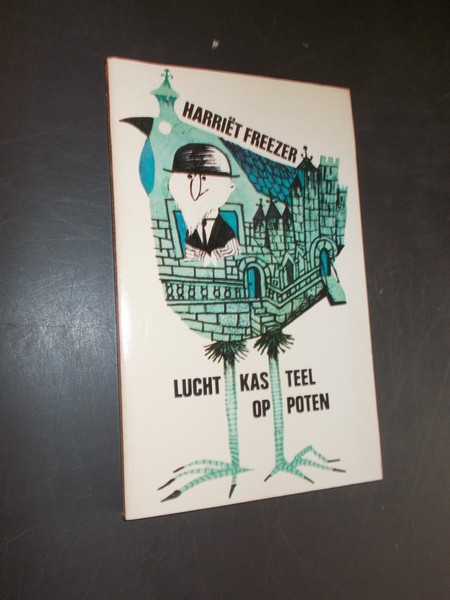 HARRIËT FREEZER
LUCHT KAS TEEL
OP POTEN